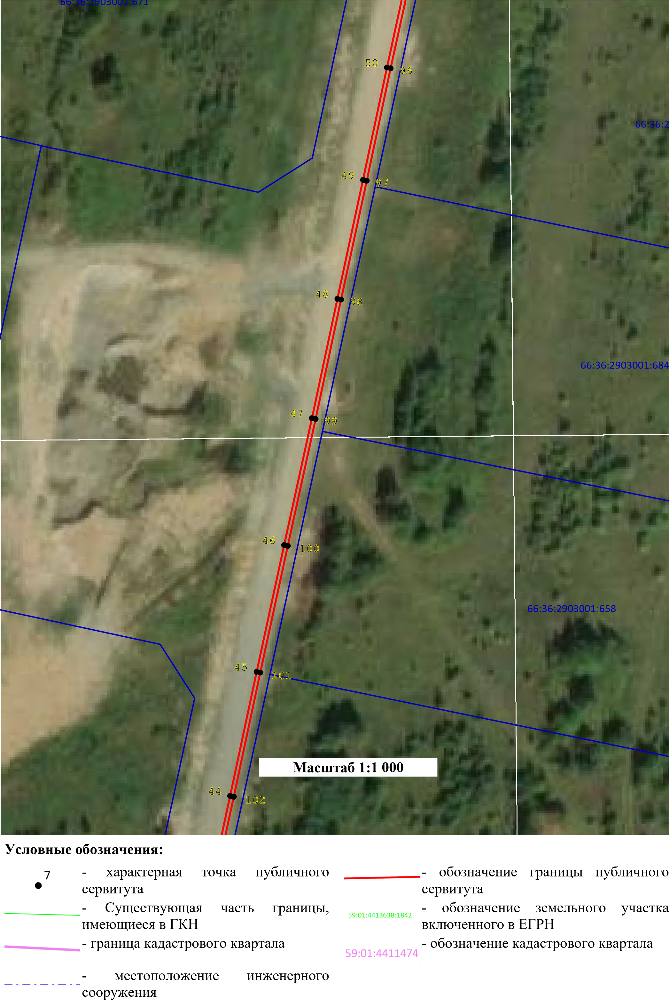 66:36:2903001:671
50
96
66:36:2
49
97
48
98
66:36:2903001:684
47
99
46
100
66:36:2903001:658
45
101
Масштаб 1:1 000
44
102
Условные обозначения:
7
- характерная точка публичного
сервитута
- обозначение границы публичного
сервитута
- Существующая часть границы,
имеющиеся в ГКН
59:01:4413638:1842
- обозначение земельного участка
включенного в ЕГРН
- граница кадастрового квартала
59:01:4411474
- обозначение кадастрового квартала
- местоположение инженерного
сооружения